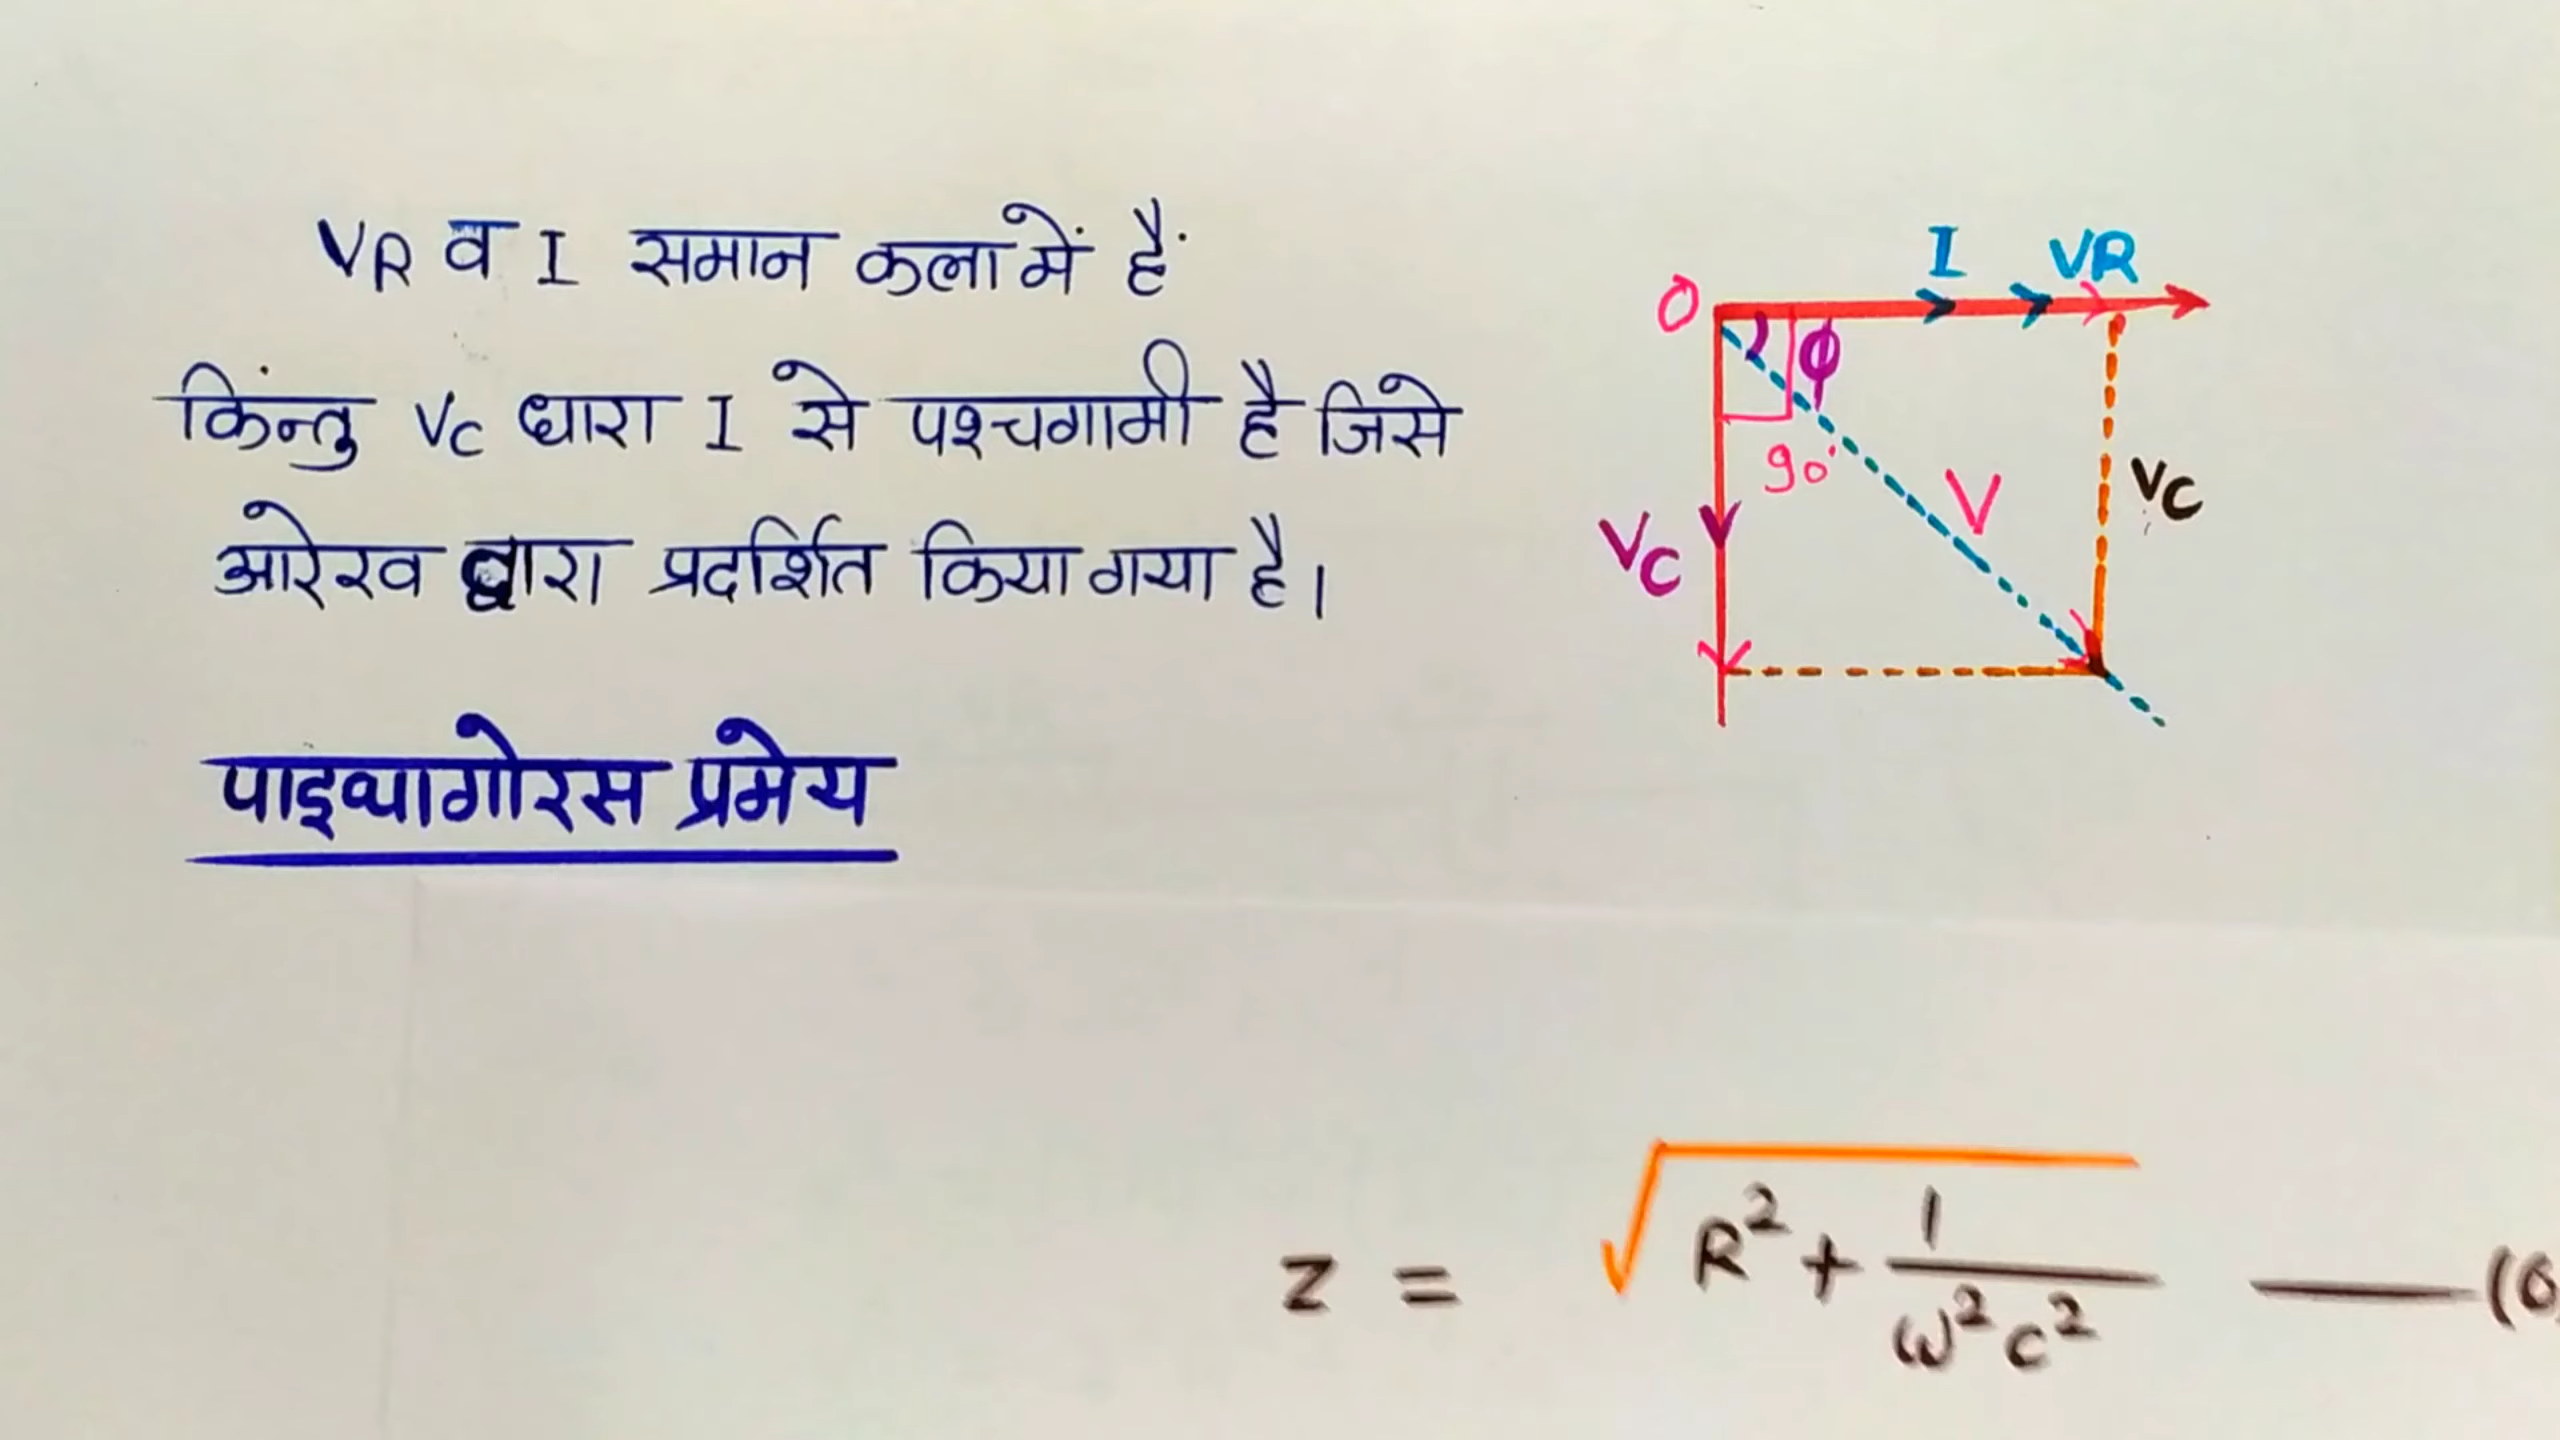 VR व I समान कला में हैं
किंन्तु VC धारा I से पश्चगामी है जिसे
आरेख द्वारा प्रदर्शित किया गया है।
पाइथागोरस प्रमेय
O I VR
ϕ
90°
V
VC
VC
z = √R² + 1/ω²c² — (6)